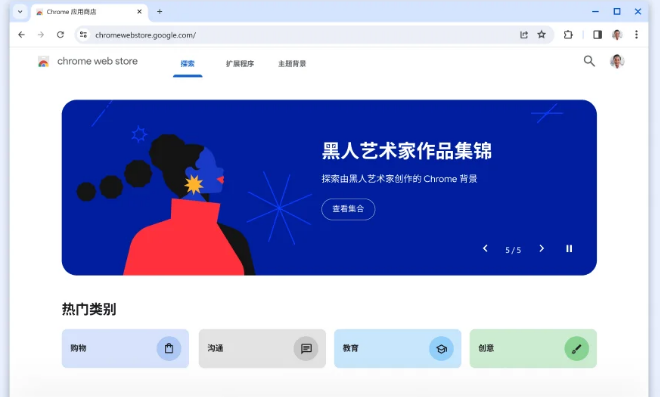 Chrome 应用商店
chromewebstore.google.com/
chrome web store
探索
扩展程序
主题背景
黑人艺术家作品集锦
探索由黑人艺术家创作的 Chrome 背景
查看集合
5 / 5
热门类别
购物
沟通
教育
创意